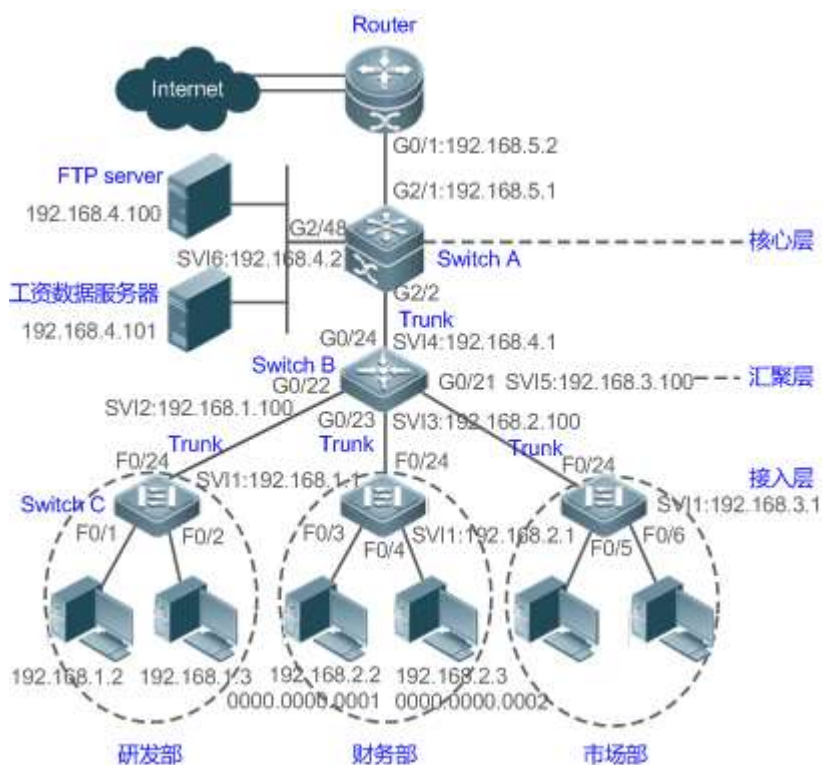 Router
Internet
G0/1:192.168.5.2
FTP server
192.168.4.100
G2/1:192.168.5.1
G2/48
SVI6:192.168.4.2
Switch A
核心层
工资数据服务器
192.168.4.101
G2/2
Trunk
G0/24
SVI4:192.168.4.1
Switch B
G0/22
G0/21
SVI5:192.168.3.100
汇聚层
SVI2:192.168.1.100
G0/23
SVI3:192.168.2.100
Trunk
Trunk
Trunk
F0/24
SVI1:192.168.1.1
F0/24
F0/24
接入层
Switch C
SVI1:192.168.3.1
F0/1
F0/2
F0/3
F0/4
SVI1:192.168.2.1
F0/5
F0/6
192.168.1.2
192.168.1.3
192.168.2.2
0000.0000.0001
192.168.2.3
0000.0000.0002
研发部
财务部
市场部